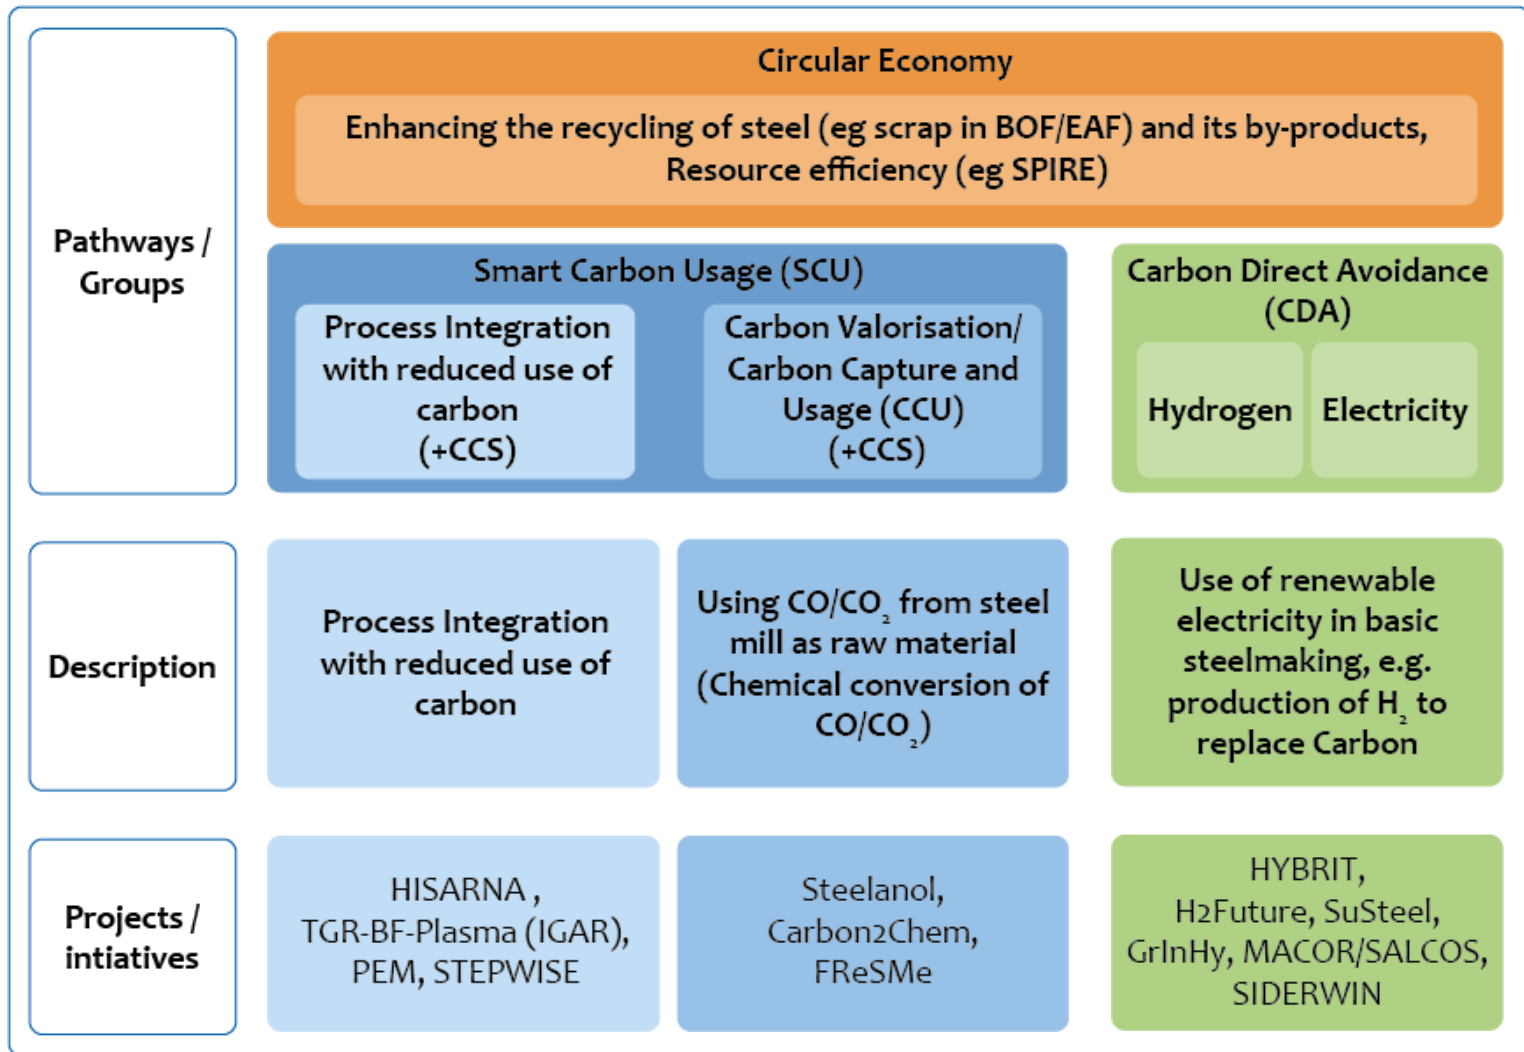 Pathways /
Groups
Circular Economy
Enhancing the recycling of steel (eg scrap in BOF/EAF) and its by-products,
Resource efficiency (eg SPIRE)
Smart Carbon Usage (SCU)
Process Integration
with reduced use of
carbon
(+CCS)
Carbon Valorisation/
Carbon Capture and
Usage (CCU)
(+CCS)
Carbon Direct Avoidance
(CDA)
Hydrogen
Electricity
Description
Process Integration
with reduced use of
carbon
Using CO/CO₂ from steel
mill as raw material
(Chemical conversion of
CO/CO₂)
Use of renewable
electricity in basic
steelmaking, e.g.
production of H₂ to
replace Carbon
Projects /
intiatives
HISARNA ,
TGR-BF-Plasma (IGAR),
PEM, STEPWISE
Steelanol,
Carbon2Chem,
FReSMe
HYBRIT,
H2Future, SuSteel,
GrInHy, MACOR/SALCOS,
SIDERWIN